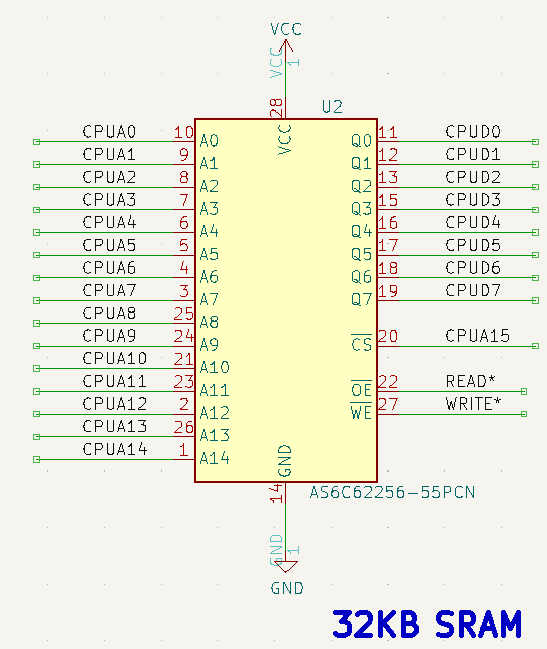 VCC
VCC 1
28 U2
CPUA0 10 A0 VCC Q0 11 CPUD0
CPUA1 9 A1 Q1 12 CPUD1
CPUA2 8 A2 Q2 13 CPUD2
CPUA3 7 A3 Q3 15 CPUD3
CPUA4 6 A4 Q4 16 CPUD4
CPUA5 5 A5 Q5 17 CPUD5
CPUA6 4 A6 Q6 18 CPUD6
CPUA7 3 A7 Q7 19 CPUD7
CPUA8 25 A8
CPUA9 24 A9 CS 20 CPUA15
CPUA10 21 A10
CPUA11 23 A11 OE 22 READ*
CPUA12 2 A12 WE 27 WRITE*
CPUA13 26 A13
CPUA14 1 A14 GND
14 AS6C62256-55PCN
GND 1
GND
32KB SRAM